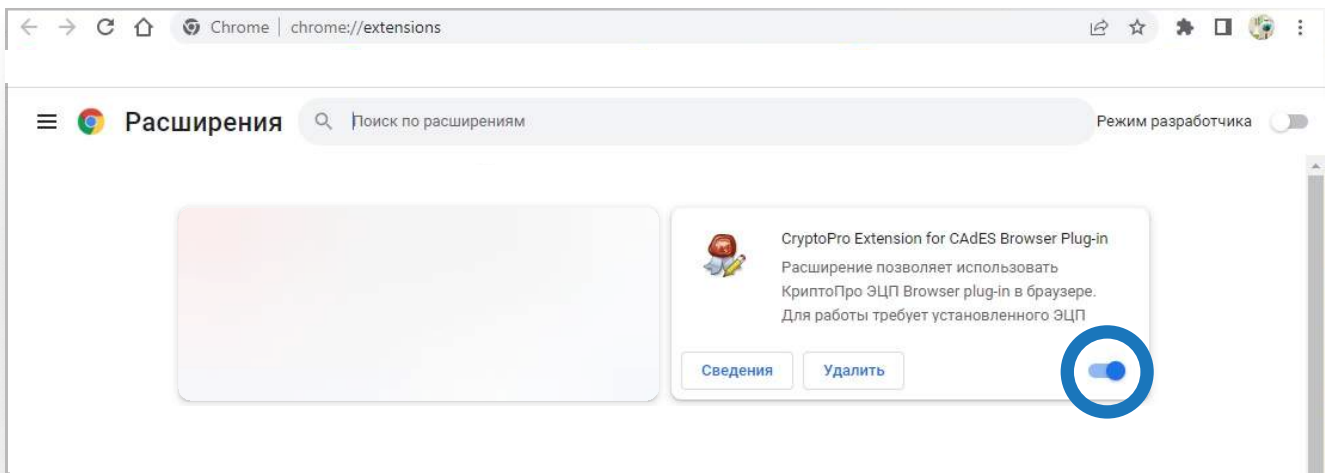 Chrome | chrome://extensions
Расширения
Поиск по расширениям
Режим разработчика
CryptoPro Extension for CAdES Browser Plug-in
Расширение позволяет использовать
КриптоПро ЭЦП Browser plug-in в браузере.
Для работы требует установленного ЭЦП
Сведения
Удалить